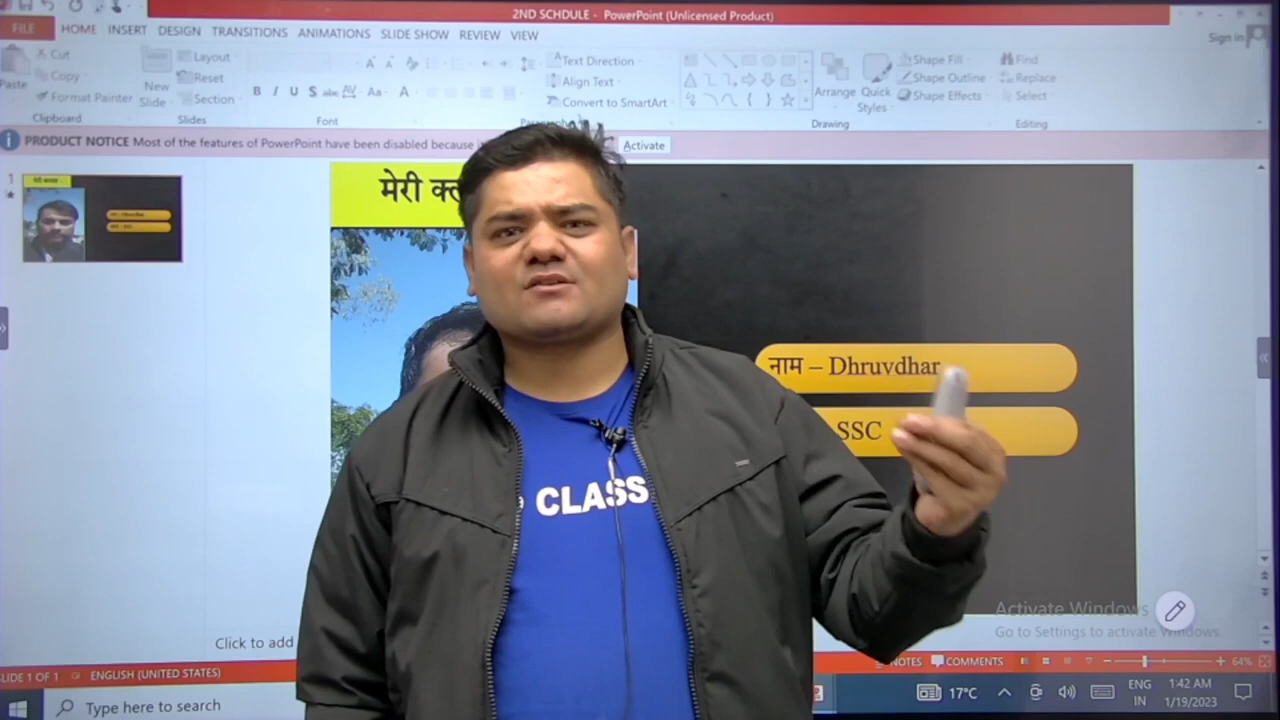 2ND SCHDULE - PowerPoint (Unlicensed Product)
FILE HOME INSERT DESIGN TRANSITIONS ANIMATIONS SLIDE SHOW REVIEW VIEW
Sign in
Paste
Cut
Copy
Format Painter
Clipboard
New
Slide
Layout
Reset
Section
Slides
B I U S abc AV Aa A
Font
Text Direction
Align Text
Convert to SmartArt
Arrange
Quick
Styles
Shape Fill
Shape Outline
Shape Effects
Drawing
Find
Replace
Select
Editing
PRODUCT NOTICE Most of the features of PowerPoint have been disabled because
Activate
1
मेरी
नाम – Dhruvdhar
SSC
CLASS
Activate Windows
Go to Settings to activate Windows.
Click to add
SLIDE 1 OF 1 ENGLISH (UNITED STATES)
NOTES COMMENTS 64%
Type here to search
17°C
ENG
IN
1:42 AM
1/19/2023